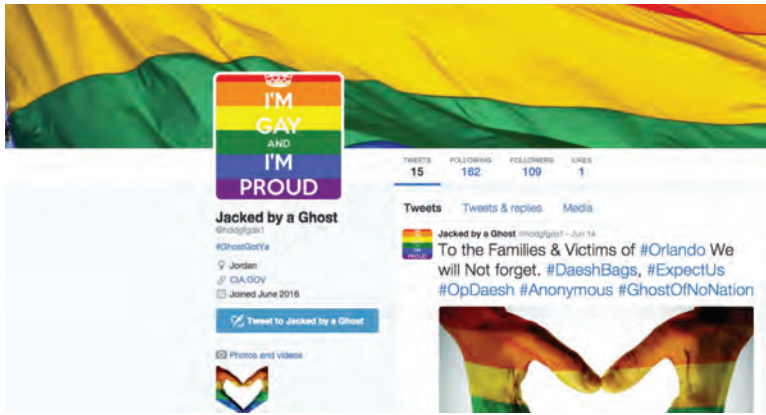 I'M
GAY
AND
I'M
PROUD
Jacked by a Ghost
#GhostGotYa
Jordan
CIA.GOV
Joined June 2016
Tweet to Jacked by a Ghost
Photos and videos
TWEETS FOLLOWING FOLLOWERS LIKES
15 162 109 1
Tweets Tweets & replies Media
Jacked by a Ghost Jun 14
To the Families & Victims of #Orlando We
will Not forget. #DaeshBags, #ExpectUs
#OpDaesh #Anonymous #GhostOfNoNation